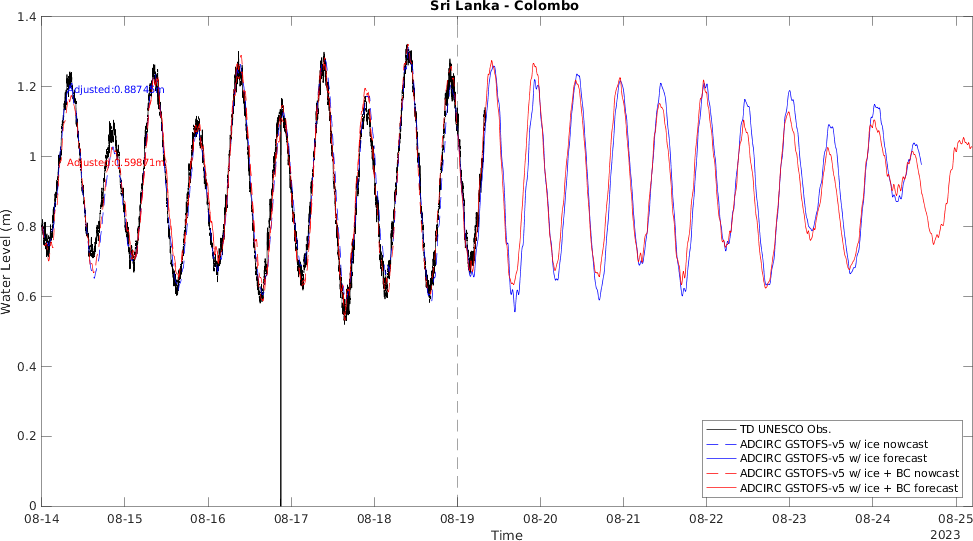 Sri Lanka - Colombo
1.4
1.2
1
0.8
0.6
0.4
0.2
0
Water Level (m)
Adjusted:0.59871m
TD UNESCO Obs.
ADCIRC GSTOFS-v5 w/ ice nowcast
ADCIRC GSTOFS-v5 w/ ice forecast
ADCIRC GSTOFS-v5 w/ ice + BC nowcast
ADCIRC GSTOFS-v5 w/ ice + BC forecast
08-14 08-15 08-16 08-17 08-18 08-19 08-20 08-21 08-22 08-23 08-24 08-25
Time
2023